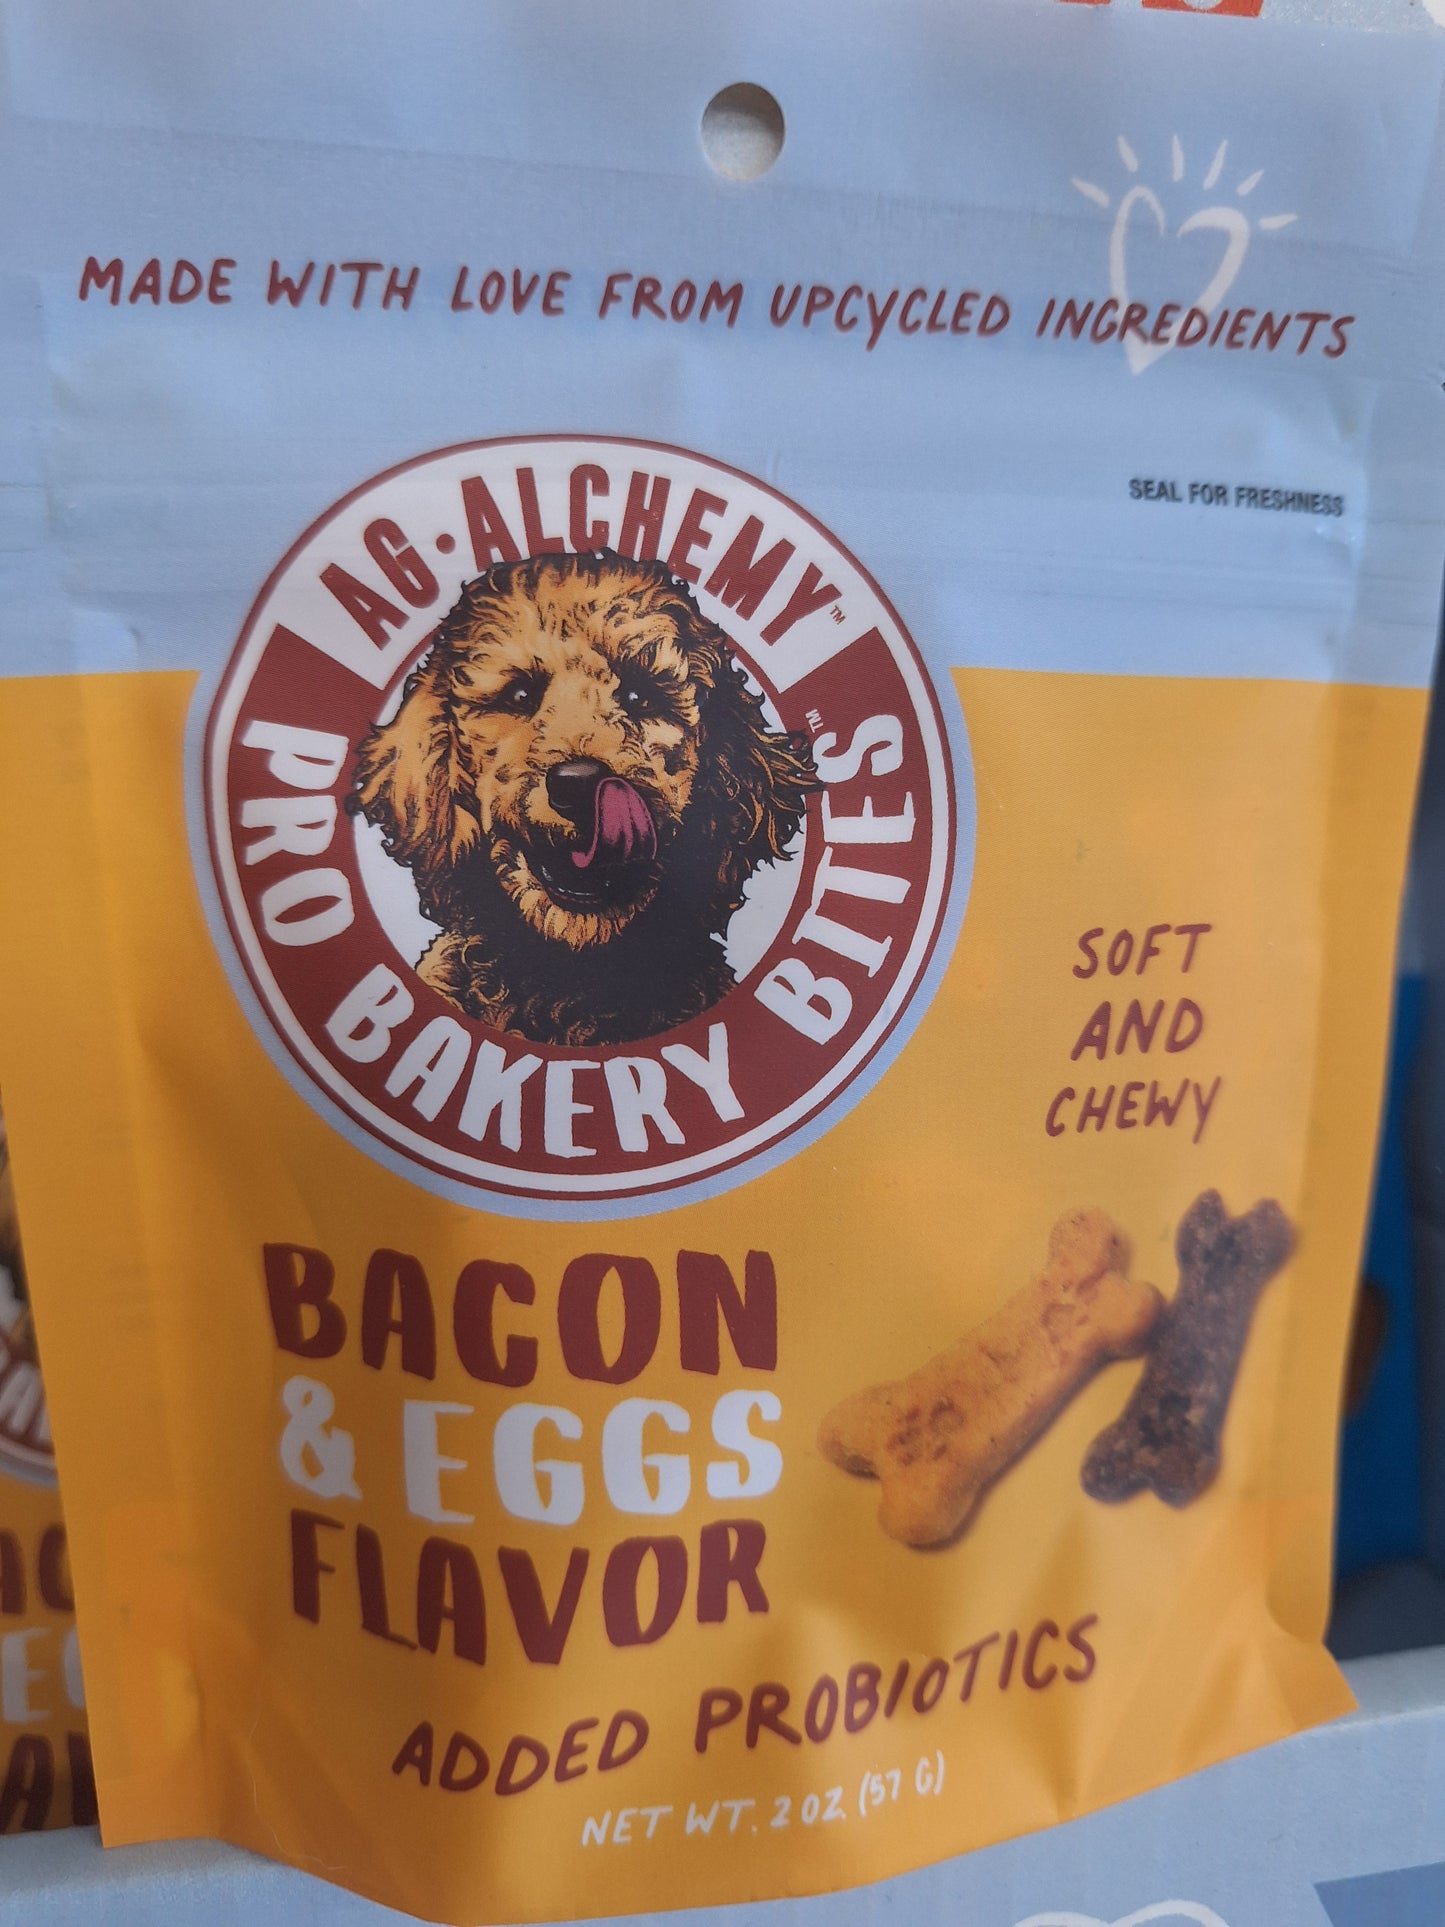 MADE WITH LOVE FROM UPCYCLED INGREDIENTS
SEAL FOR FRESHNESS
AG·ALCHEMY™
PRO BAKERY BITES™
SOFT
AND
CHEWY
BACON
& EGGS
FLAVOR
ADDED PROBIOTICS
NET WT. 2 OZ. (57 G)